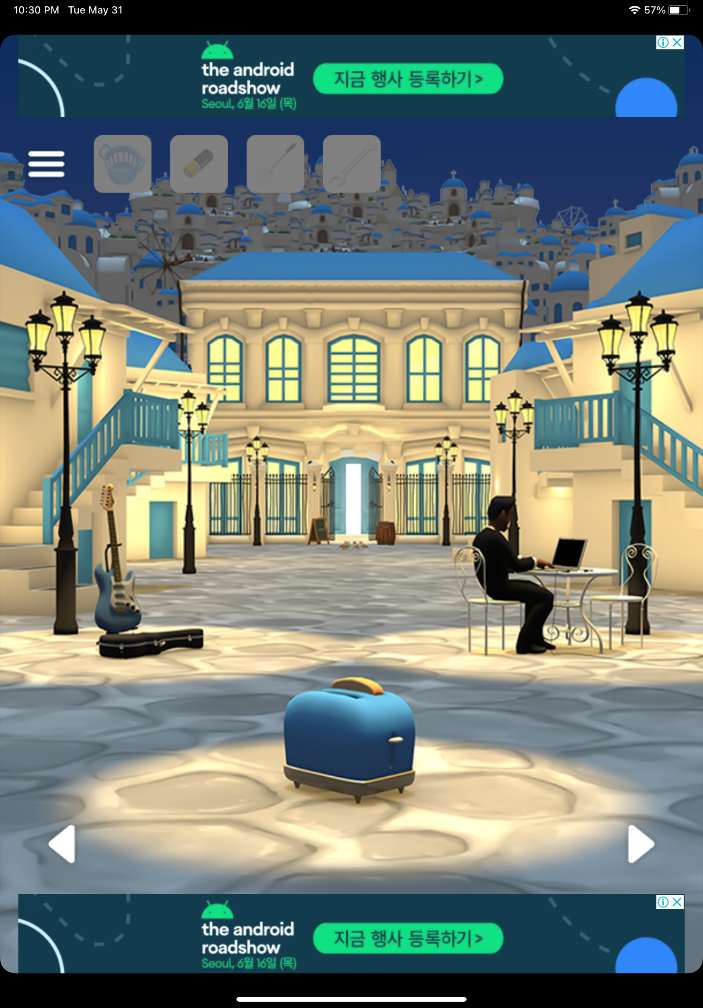 10:30 PM Tue May 31
57%
the android
roadshow
Seoul, 6월 16일 (목)
지금 행사 등록하기 >
the android
roadshow
Seoul, 6월 16일 (목)
지금 행사 등록하기 >